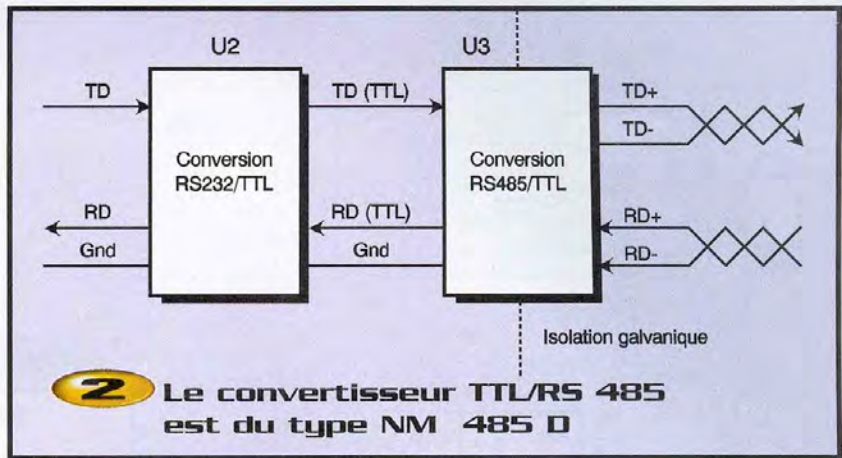 U2
U3
TD
TD (TTL)
TD+
TD-
Conversion
RS232/TTL
Conversion
RS485/TTL
RD
RD (TTL)
RD+
Gnd
Gnd
RD-
Isolation galvanique
2 Le convertisseur TTL/RS 485
est du type NM 485 D